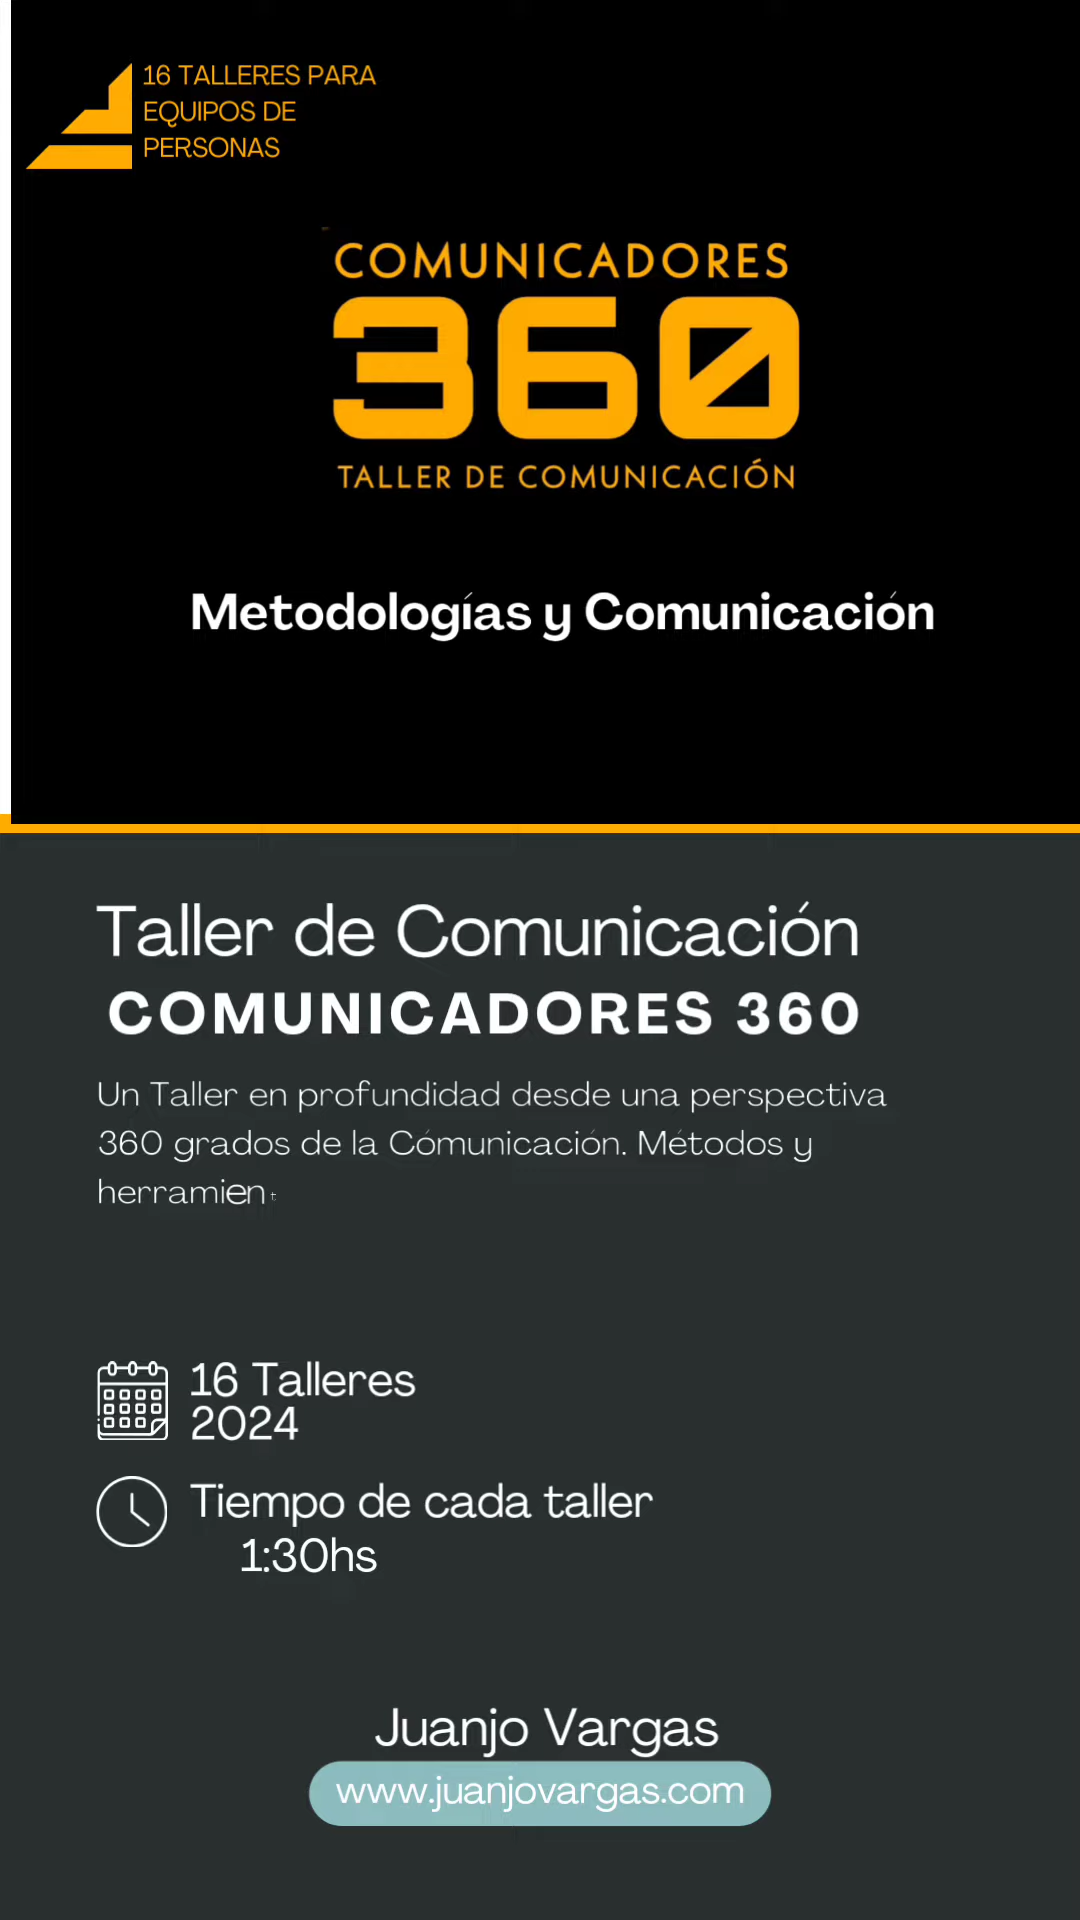 16 TALLERES PARA
EQUIPOS DE
PERSONAS
COMUNICADORES
360
TALLER DE COMUNICACIÓN
Metodologías y Comunicación
Taller de Comunicación
COMUNICADORES 360
Un Taller en profundidad desde una perspectiva
360 grados de la Cómunicación. Métodos y
herramient
16 Talleres
2024
Tiempo de cada taller
1:30hs
Juanjo Vargas
www.juanjovargas.com